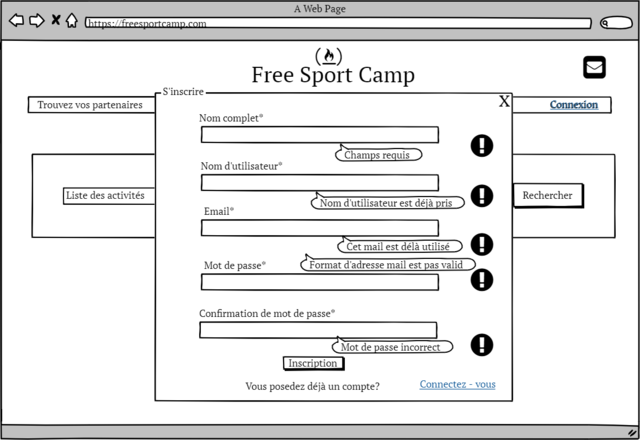 A Web Page
https://freesportcamp.com
Free Sport Camp
S'inscrire
X
Trouvez vos partenaires
Connexion
Nom complet*
Champs requis
Nom d'utilisateur*
Liste des activités
Rechercher
Nom d'utilisateur est déjà pris
Email*
Cet mail est délà utilisé
Format d'adresse mail est pas valid
Mot de passe*
Confirmation de mot de passe*
Mot de passe incorrect
Inscription
Vous posedez déjà un compte?
Connectez - vous